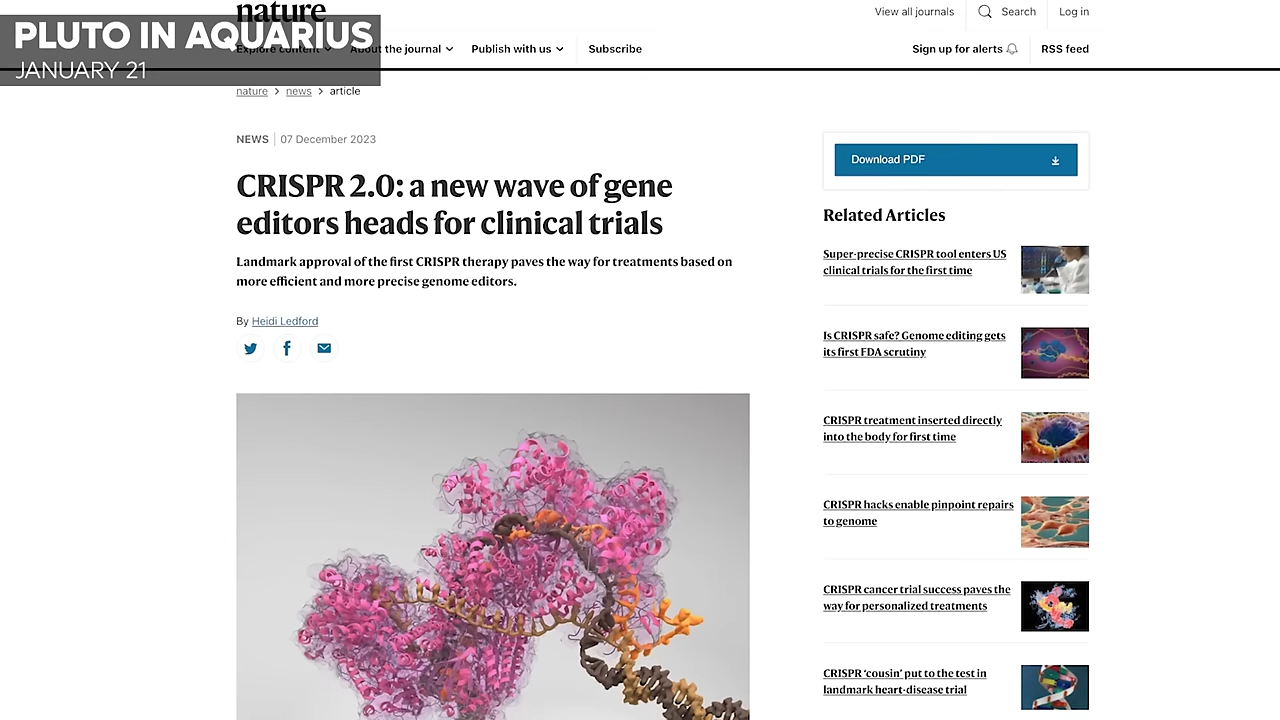 nature
View all journals
Search
Log in
PLUTO IN AQUARIUS
JANUARY 21
Explore content
About the journal
Publish with us
Subscribe
Sign up for alerts
RSS feed
nature > news > article
NEWS | 07 December 2023
CRISPR 2.0: a new wave of gene
editors heads for clinical trials
Landmark approval of the first CRISPR therapy paves the way for treatments based on
more efficient and more precise genome editors.
By Heidi Ledford
Download PDF
Related Articles
Super-precise CRISPR tool enters US
clinical trials for the first time
Is CRISPR safe? Genome editing gets
its first FDA scrutiny
CRISPR treatment inserted directly
into the body for first time
CRISPR hacks enable pinpoint repairs
to genome
CRISPR cancer trial success paves the
way for personalized treatments
CRISPR ‘cousin’ put to the test in
landmark heart-disease trial